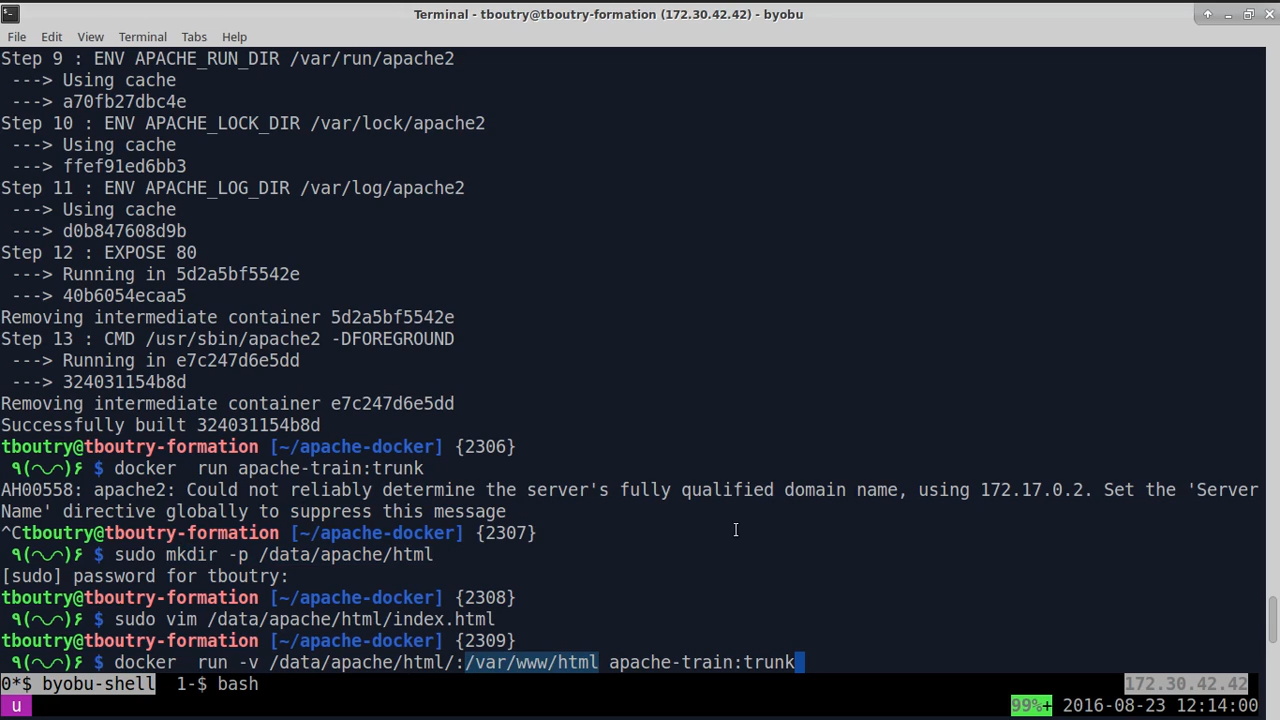 Terminal - tboutry@tboutry-formation (172.30.42.42) - byobu
File Edit View Terminal Tabs Help
Step 9 : ENV APACHE_RUN_DIR /var/run/apache2
---> Using cache
---> a70fb27dbc4e
Step 10 : ENV APACHE_LOCK_DIR /var/lock/apache2
---> Using cache
---> ffef91ed6bb3
Step 11 : ENV APACHE_LOG_DIR /var/log/apache2
---> Using cache
---> d0b847608d9b
Step 12 : EXPOSE 80
---> Running in 5d2a5bf5542e
---> 40b6054ecaa5
Removing intermediate container 5d2a5bf5542e
Step 13 : CMD /usr/sbin/apache2 -DFOREGROUND
---> Running in e7c247d6e5dd
---> 324031154b8d
Removing intermediate container e7c247d6e5dd
Successfully built 324031154b8d
tboutry@tboutry-formation [~/apache-docker] {2306}
٩(◠◡◠)۶ $ docker  run apache-train:trunk
AH00558: apache2: Could not reliably determine the server's fully qualified domain name, using 172.17.0.2. Set the 'Server
Name' directive globally to suppress this message
^Ctboutry@tboutry-formation [~/apache-docker] {2307}
٩(◠◡◠)۶ $ sudo mkdir -p /data/apache/html
[sudo] password for tboutry:
tboutry@tboutry-formation [~/apache-docker] {2308}
٩(◠◡◠)۶ $ sudo vim /data/apache/html/index.html
tboutry@tboutry-formation [~/apache-docker] {2309}
٩(◠◡◠)۶ $ docker  run -v /data/apache/html/:/var/www/html apache-train:trunk
0*$ byobu-shell  1-$ bash 172.30.42.42
u 99%+ 2016-08-23 12:14:00